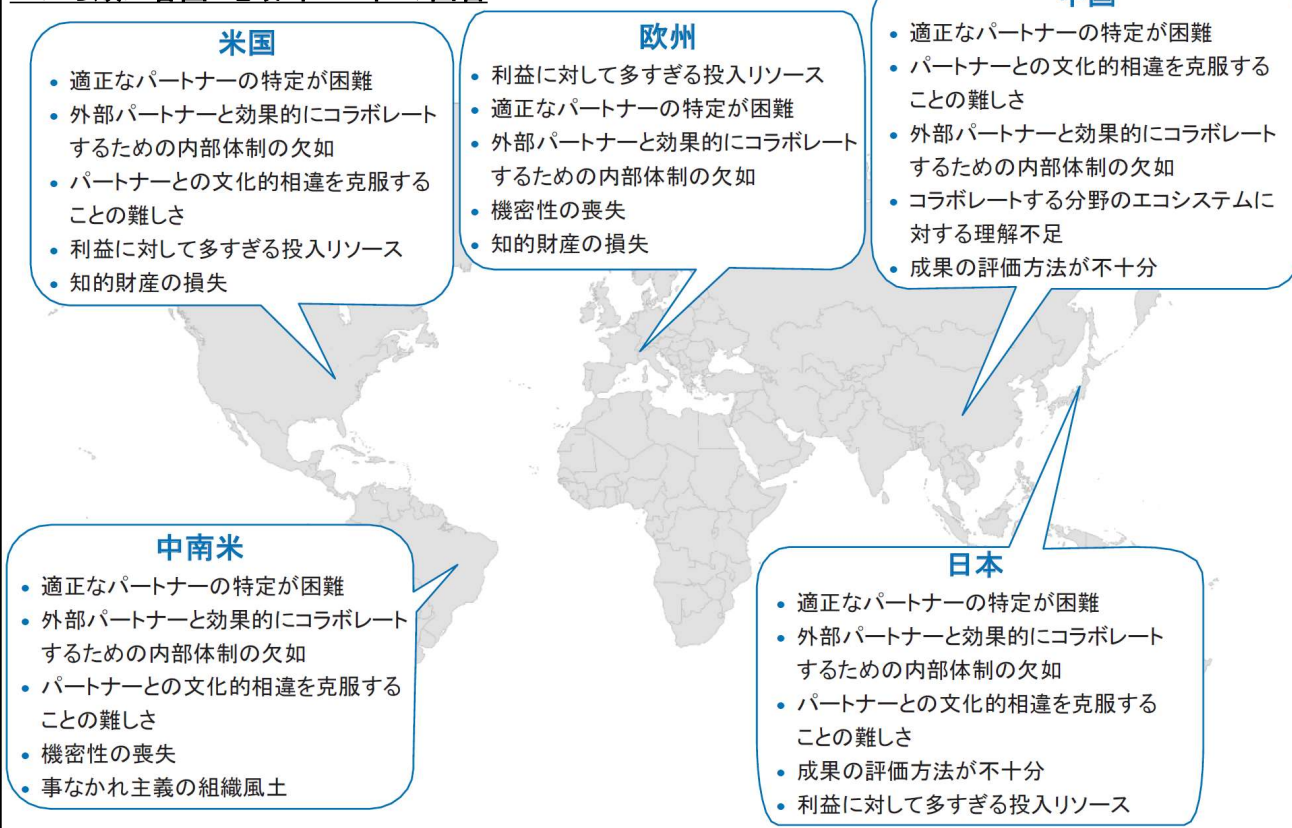 米国
• 適正なパートナーの特定が困難
• 外部パートナーと効果的にコラボレート
するための内部体制の欠如
• パートナーとの文化的相違を克服する
ことの難しさ
• 利益に対して多すぎる投入リソース
• 知的財産の損失
欧州
• 利益に対して多すぎる投入リソース
• 適正なパートナーの特定が困難
• 外部パートナーと効果的にコラボレート
するための内部体制の欠如
• 機密性の喪失
• 知的財産の損失
• 適正なパートナーの特定が困難
• パートナーとの文化的相違を克服する
ことの難しさ
• 外部パートナーと効果的にコラボレート
するための内部体制の欠如
• コラボレートする分野のエコシステムに
対する理解不足
• 成果の評価方法が不十分
中南米
• 適正なパートナーの特定が困難
• 外部パートナーと効果的にコラボレート
するための内部体制の欠如
• パートナーとの文化的相違を克服する
ことの難しさ
• 機密性の喪失
• 事なかれ主義の組織風土
日本
• 適正なパートナーの特定が困難
• 外部パートナーと効果的にコラボレート
するための内部体制の欠如
• パートナーとの文化的相違を克服する
ことの難しさ
• 成果の評価方法が不十分
• 利益に対して多すぎる投入リソース